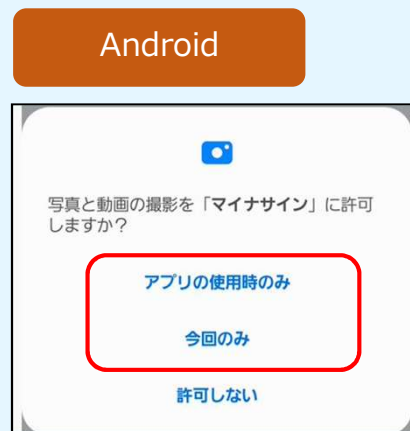 Android
写真と動画の撮影を「マイナサイン」に許可
しますか？
アプリの使用時のみ
今回のみ
許可しない